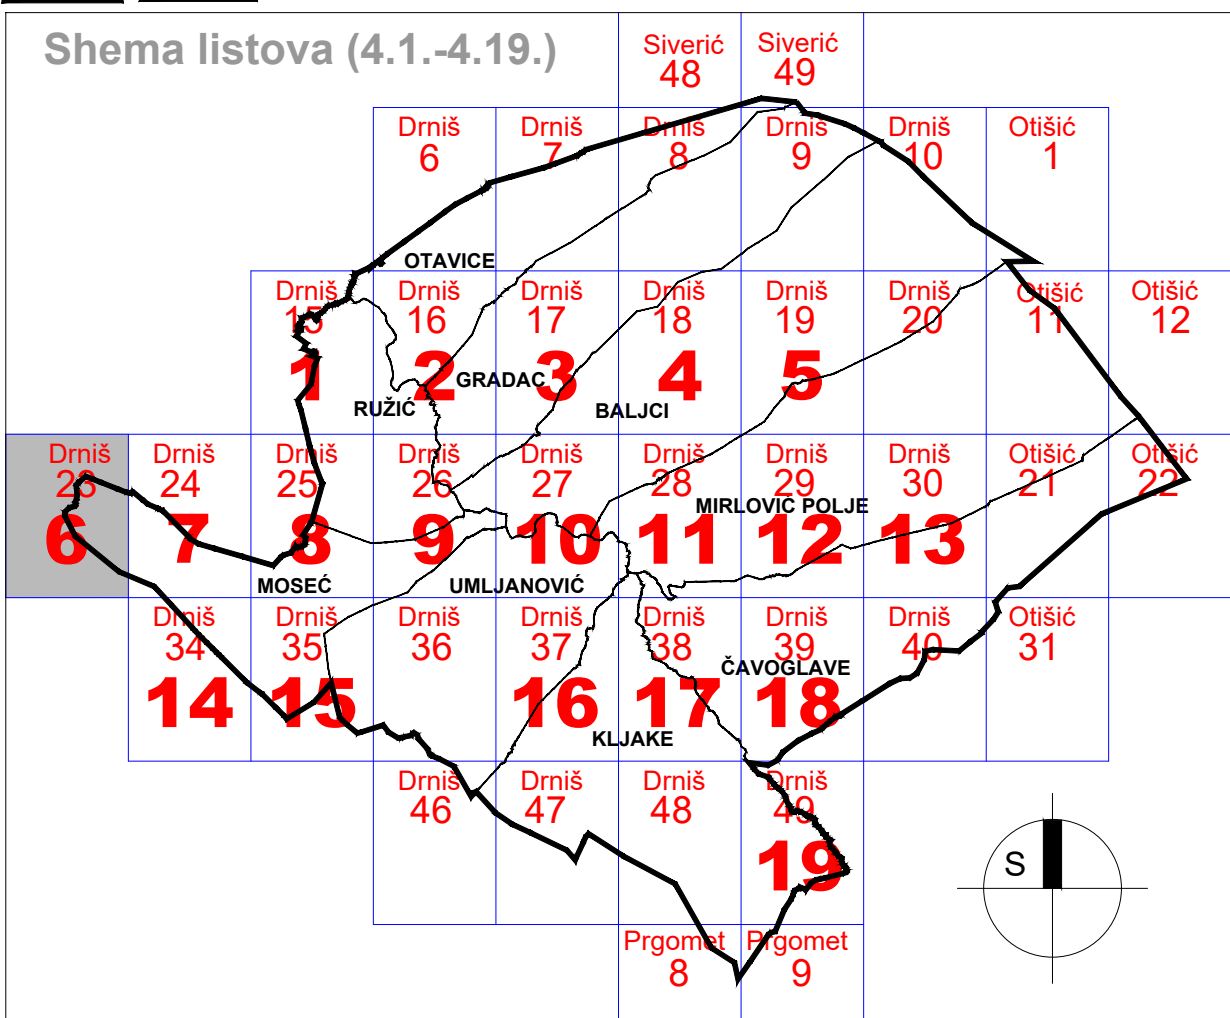 Shema listova (4.1.-4.19.)
Siverić
48
Siverić
49
Drniš
6
Drniš
7
Drniš
8
Drniš
9
Drniš
10
Otišić
1
OTAVICE
Drniš
15
1
Drniš
16
2
Drniš
17
3
Drniš
18
4
Drniš
19
5
Drniš
20
Otišić
11
Otišić
12
GRADAC
RUŽIĆ
BALJCI
Drniš
23
6
Drniš
24
7
Drniš
25
8
Drniš
26
9
Drniš
27
10
Drniš
28
11
Drniš
29
12
Drniš
30
13
Otišić
21
Otišić
22
MIRLOVIĆ POLJE
MOSEĆ
UMLJANOVIĆ
Drniš
34
14
Drniš
35
15
Drniš
36
Drniš
37
16
Drniš
38
17
Drniš
39
18
Drniš
40
Otišić
31
ČAVOGLAVE
KLJAKE
Drniš
46
Drniš
47
Drniš
48
Drniš
49
19
S
Prgomet
8
Prgomet
9